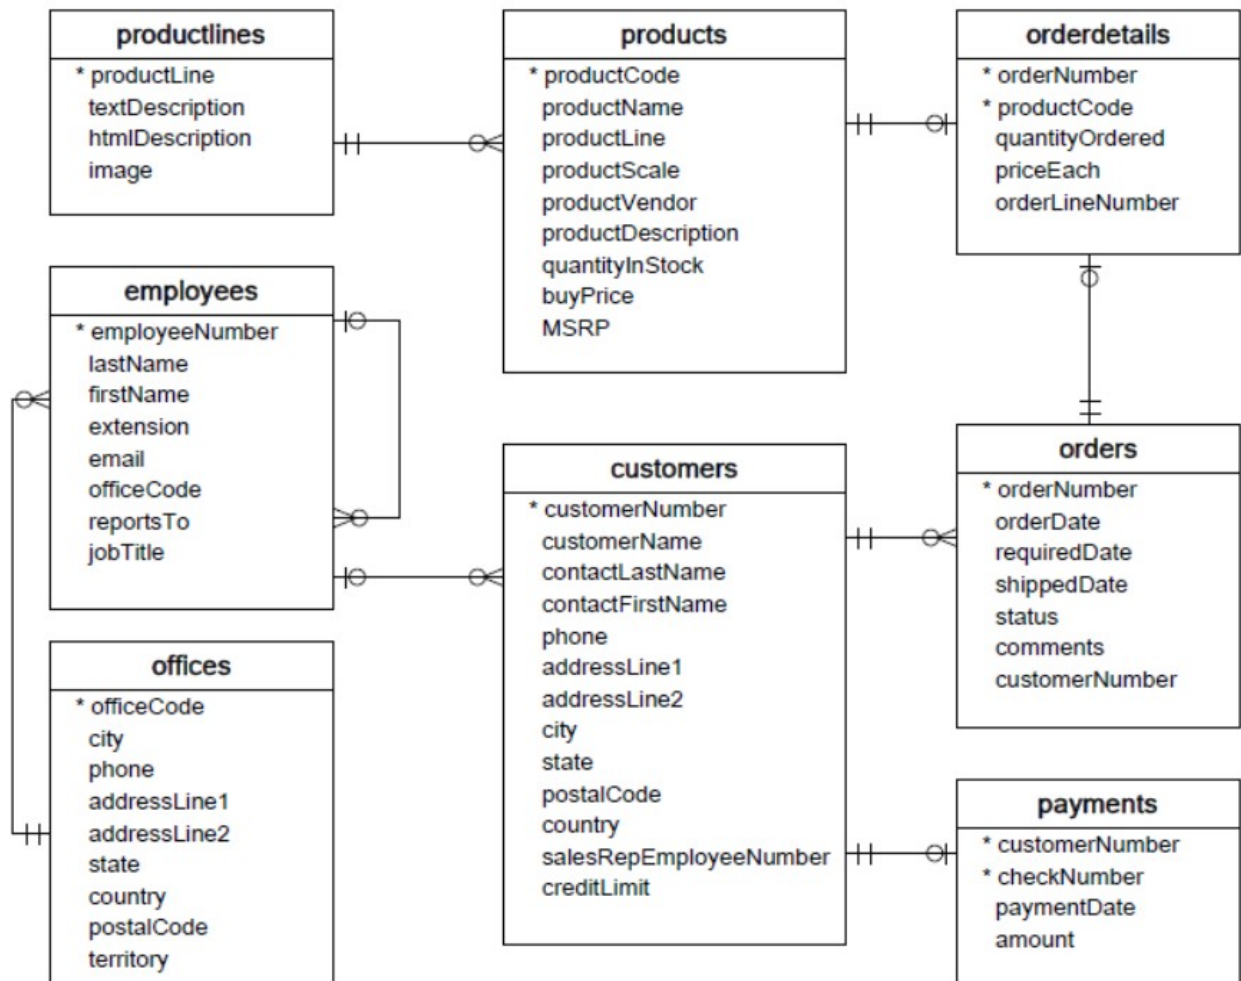 productlines
* productLine
textDescription
htmlDescription
image
products
* productCode
productName
productLine
productScale
productVendor
productDescription
quantityInStock
buyPrice
MSRP
orderdetails
* orderNumber
* productCode
quantityOrdered
priceEach
orderLineNumber
employees
* employeeNumber
lastName
firstName
extension
email
officeCode
reportsTo
jobTitle
customers
* customerNumber
customerName
contactLastName
contactFirstName
phone
addressLine1
addressLine2
city
state
postalCode
country
salesRepEmployeeNumber
creditLimit
orders
* orderNumber
orderDate
requiredDate
shippedDate
status
comments
customerNumber
offices
* officeCode
city
phone
addressLine1
addressLine2
state
country
postalCode
territory
payments
* customerNumber
* checkNumber
paymentDate
amount